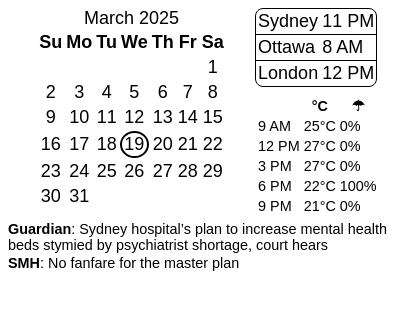 March 2025
Su Mo Tu We Th Fr Sa
1
2 3 4 5 6 7 8
9 10 11 12 13 14 15
16 17 18 19 20 21 22
23 24 25 26 27 28 29
30 31
Sydney 11 PM
Ottawa 8 AM
London 12 PM
°C ☂
9 AM 25°C 0%
12 PM 27°C 0%
3 PM 27°C 0%
6 PM 22°C 100%
9 PM 21°C 0%
Guardian: Sydney hospital’s plan to increase mental health
beds stymied by psychiatrist shortage, court hears
SMH: No fanfare for the master plan